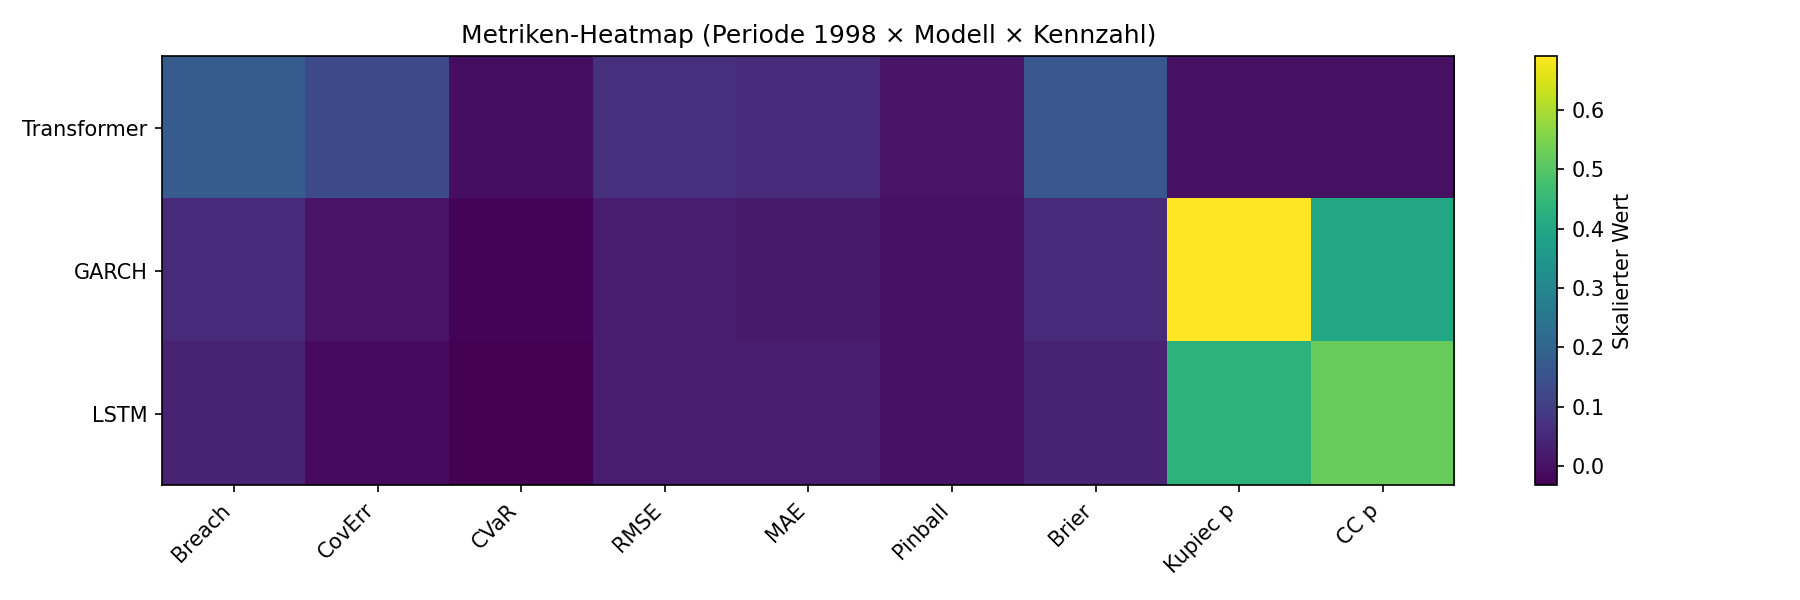 Metriken-Heatmap (Periode 1998 × Modell × Kennzahl)
Transformer
GARCH
LSTM
Breach
CovErr
CVaR
RMSE
MAE
Pinball
Brier
Kupiec p
CC p
0.6
0.5
0.4
0.3
0.2
0.1
0.0
Skalierter Wert